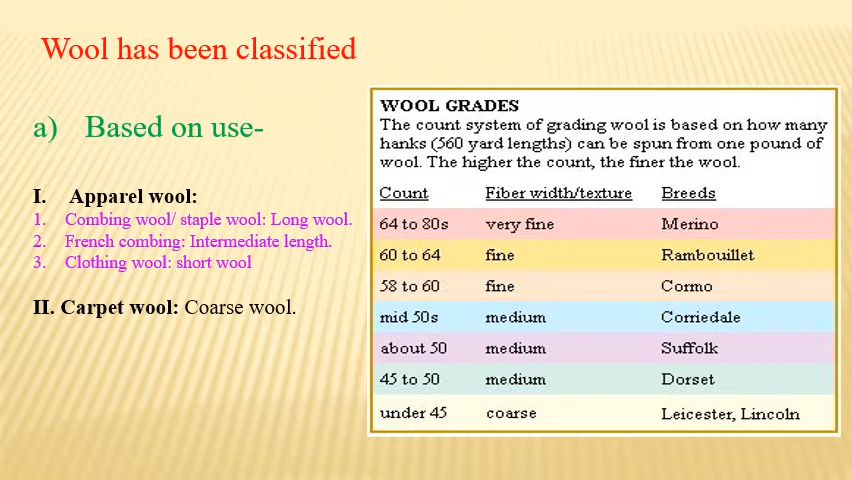 Wool has been classified
a) Based on use-
I. Apparel wool:
1. Combing wool/ staple wool: Long wool.
2. French combing: Intermediate length.
3. Clothing wool: short wool
II. Carpet wool: Coarse wool.
WOOL GRADES
The count system of grading wool is based on how many
hanks (560 yard lengths) can be spun from one pound of
wool. The higher the count, the finer the wool.
Count Fiber width/texture Breeds
64 to 80s very fine Merino
60 to 64 fine Rambouillet
58 to 60 fine Cormo
mid 50s medium Corriedale
about 50 medium Suffolk
45 to 50 medium Dorset
under 45 coarse Leicester, Lincoln